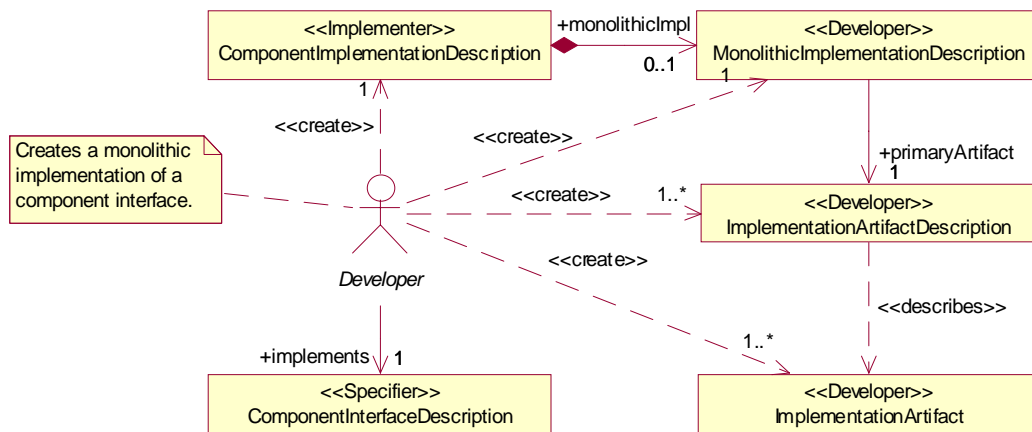 <<Implementer>>
ComponentImplementationDescription
+monolithicImpl
0..1
<<Developer>>
MonolithicImplementationDescription
1
1
<<create>>
<<create>>
Creates a monolithic
implementation of a
component interface.
+primaryArtifact
1
<<create>>
1..*
<<Developer>>
ImplementationArtifactDescription
<<create>>
Developer
<<describes>>
1..*
+implements
1
<<Specifier>>
ComponentInterfaceDescription
<<Developer>>
ImplementationArtifact